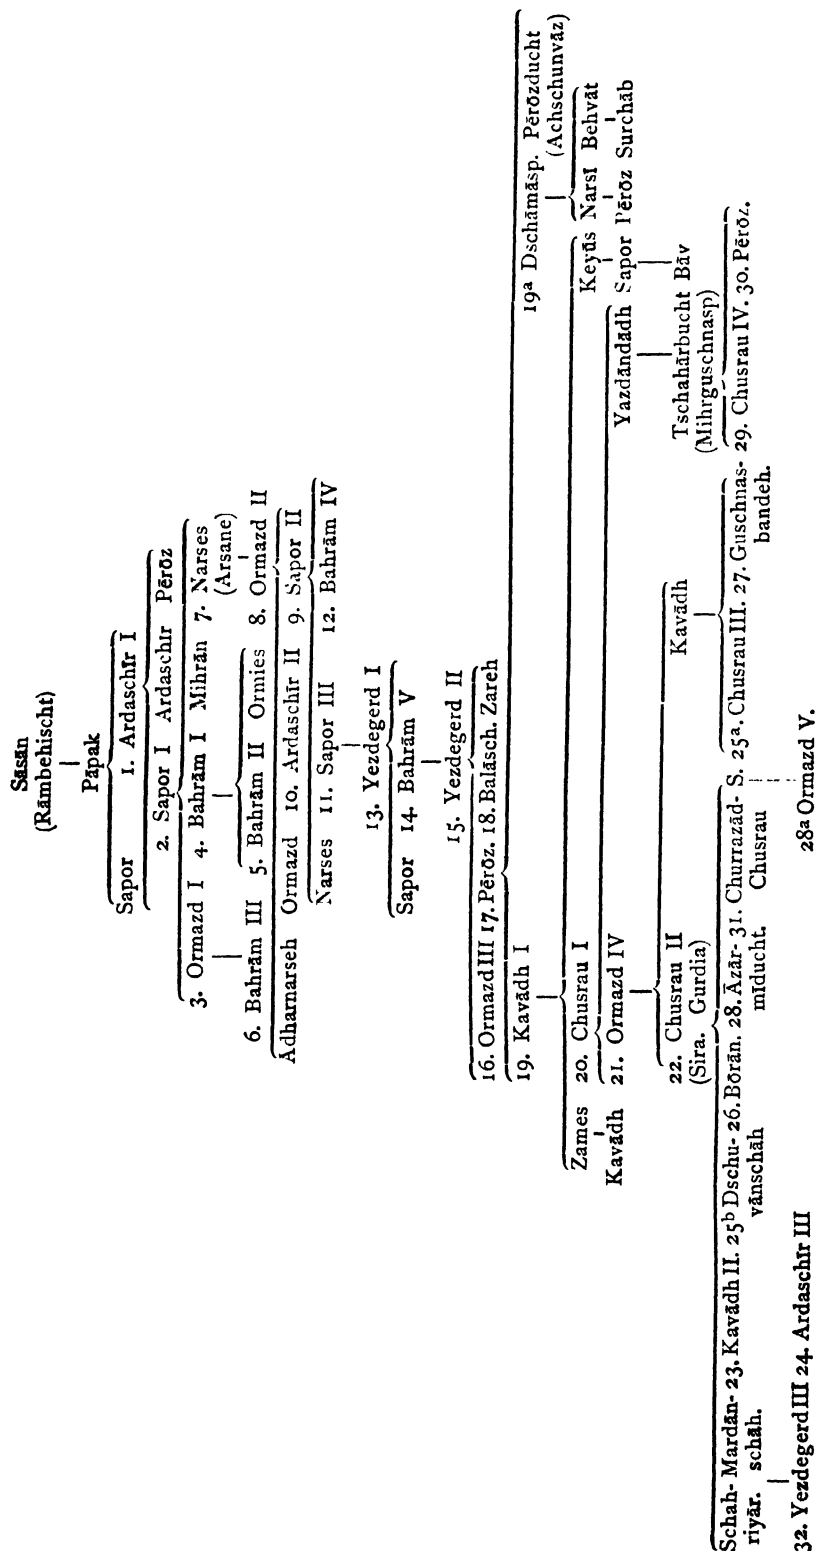 Sāsān
(Rāmbehischt)
Pāpak
Sapor 1. Ardaschīr I
2. Sapor I Ardaschīr Pērōz
3. Ormazd I 4. Bahrām I Mihrān 7. Narses
(Arsane)
6. Bahrām III 5. Bahrām II Ormies 8. Ormazd II
Ādharnarseh Ormazd 10. Ardaschīr II 9. Sapor II
Narses 11. Sapor III 12. Bahrām IV
13. Yezdegerd I
Sapor 14. Bahrām V
15. Yezdegerd II
16. Ormazd III 17. Pērōz. 18. Balāsch. Zareh
19. Kavādh I 19a Dschāmāsp. Pērōzducht
(Achschunvāz)
Zames 20. Chusrau I Keyūs Narsī Behvāt
Kavādh 21. Ormazd IV Yazdāndādh Sapor Pērōz Surchāb
22. Chusrau II Kavādh Tschahārbucht Bāv
(Sira. Gurdia) (Mihrguschnasp)
Schah- Mardān- 23. Kavādh II. 25b Dschu- 26. Bōrān. 28. Āzār- 31. Churrazād- S. 25a. Chusrau III. 27. Guschnas- 29. Chusrau IV. 30. Pērōz.
riyār. schāh. vānschāh mīducht. Chusrau bandeh.
32. Yezdegerd III 24. Ardaschīr III 28a Ormazd V.